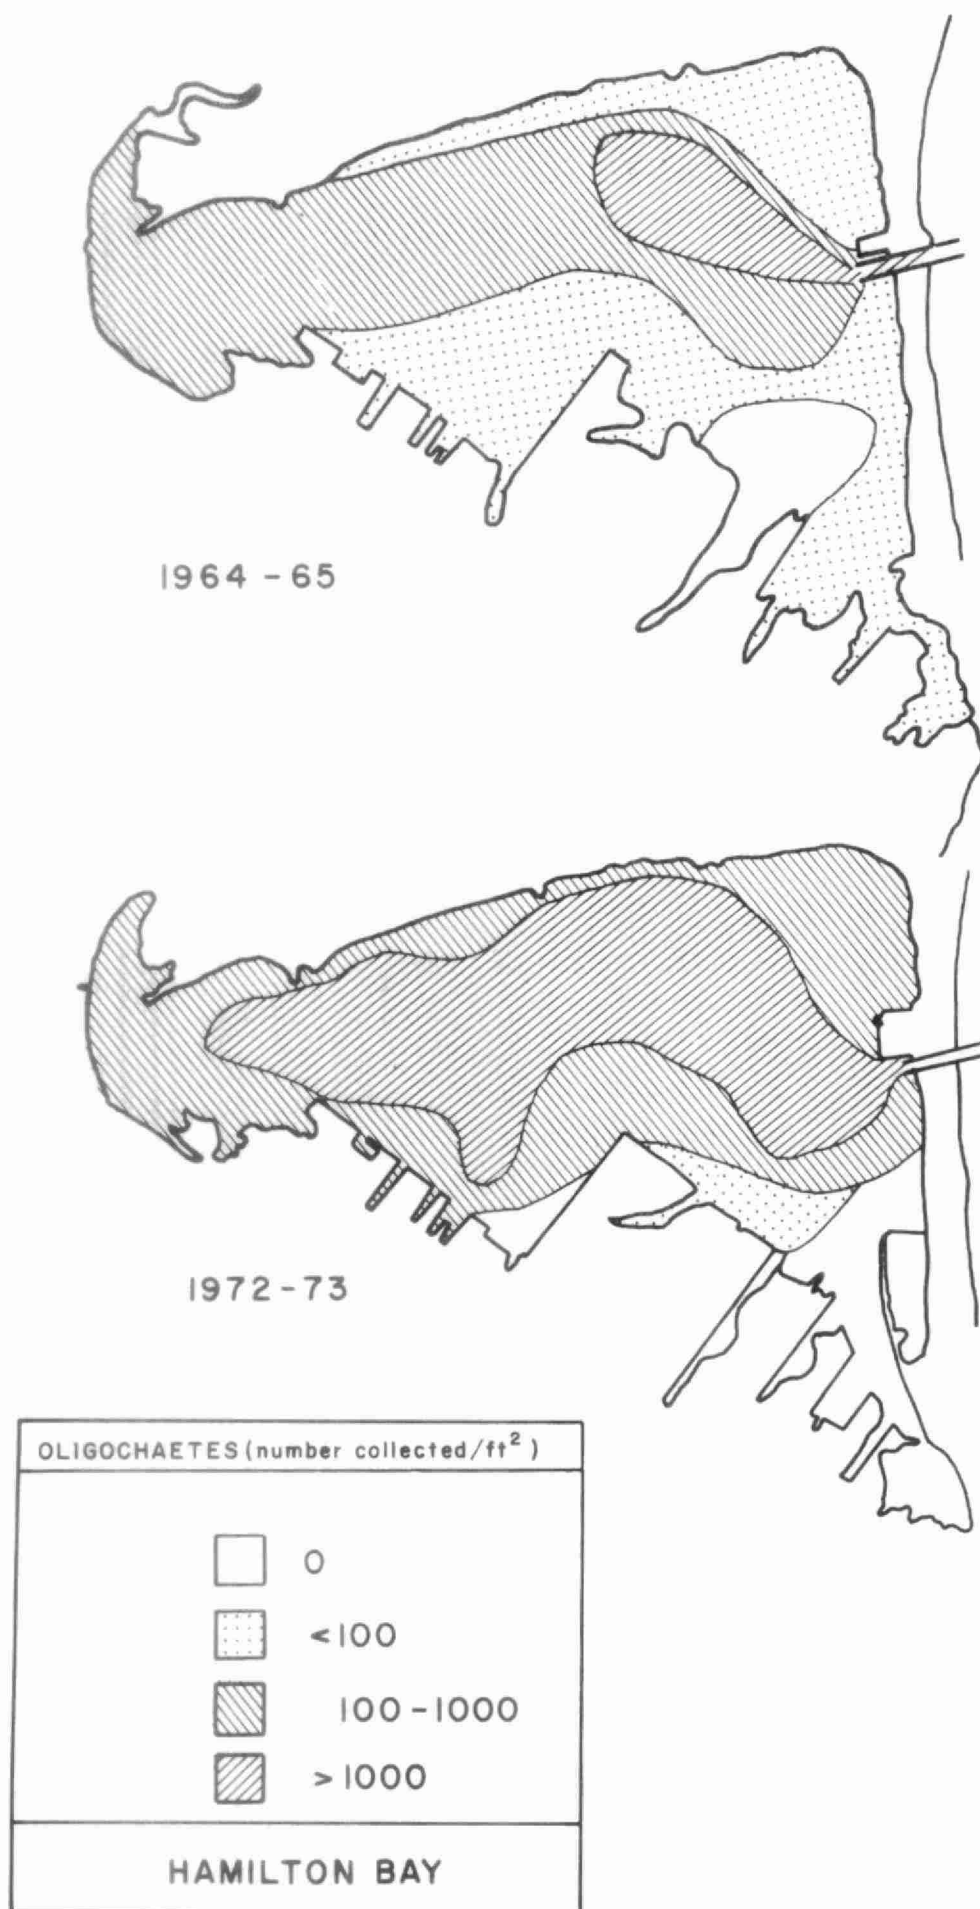 1964 - 65
1972 - 73
OLIGOCHAETES (number collected/ft²)
0
<100
100 - 1000
>1000
HAMILTON BAY